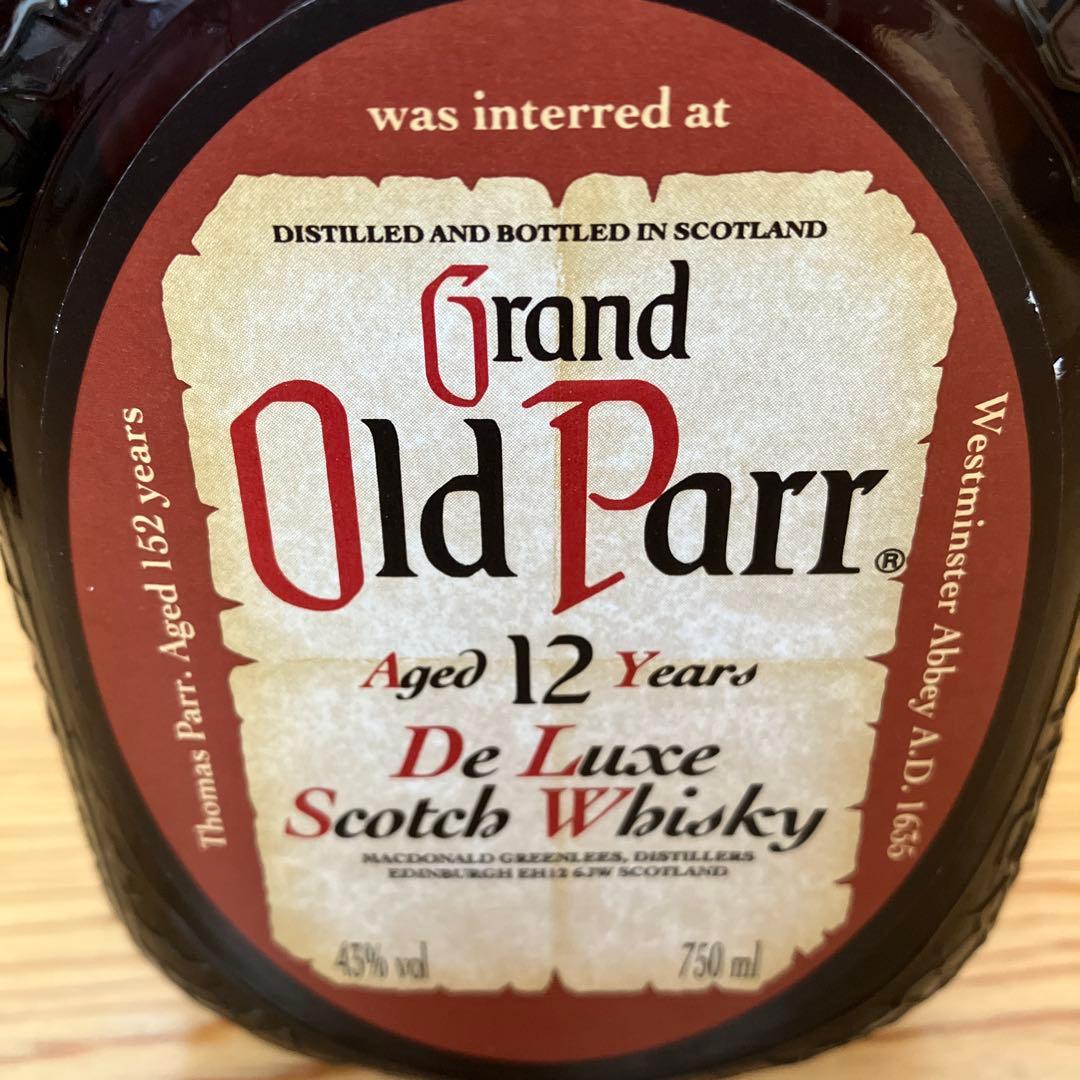 was interred at
DISTILLED AND BOTTLED IN SCOTLAND
Grand
Old Parr®
Aged 12 Years
De Luxe
Scotch Whisky
MACDONALD GREENLEES, DISTILLERS
EDINBURGH EH12 6JW SCOTLAND
43% vol
750 ml
Thomas Parr. Aged 152 years
Westminster Abbey A.D. 1635